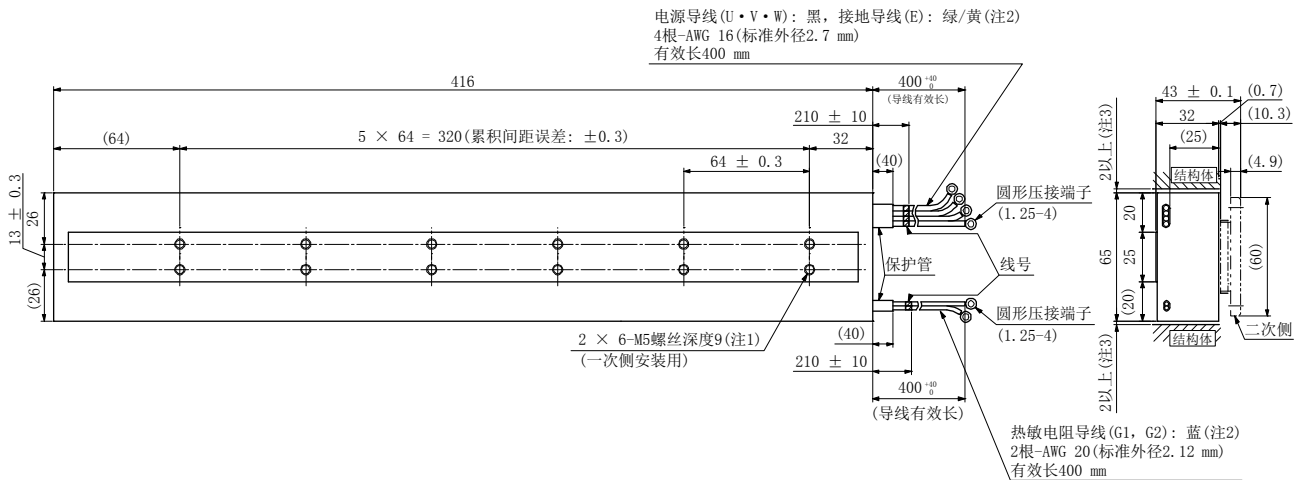 电源导线(U・V・W): 黑, 接地导线(E): 绿/黄(注2)
4根-AWG 16(标准外径2.7 mm)
有效长400 mm
416
400 +40 0
(导线有效长)
210 ± 10
(64)
5 × 64 = 320(累积间距误差: ±0.3)
32
64 ± 0.3
(40)
圆形压接端子
(1.25-4)
13 ± 0.3
26
(26)
保护管
线号
圆形压接端子
(1.25-4)
2 × 6-M5螺丝深度9(注1)
(一次侧安装用)
(40)
210 ± 10
400 +40 0
(导线有效长)
热敏电阻导线(G1, G2): 蓝(注2)
2根-AWG 20(标准外径2.12 mm)
有效长400 mm
43 ± 0.1
(0.7)
32
(10.3)
(25)
(4.9)
2以上(注3)
结构体
20
65
25
(60)
(20)
二次侧
结构体
2以上(注3)